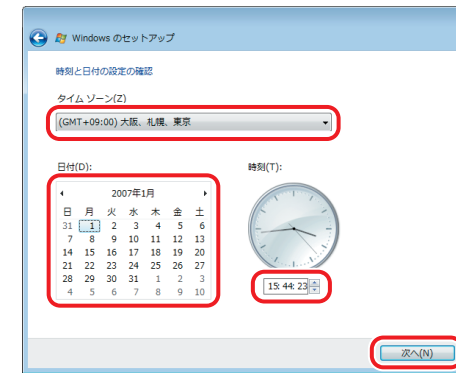 Windows のセットアップ
時刻と日付の設定の確認
タイム ゾーン(Z)
(GMT+09:00) 大阪、札幌、東京
日付(D):
時刻(T):
2007年1月
日 月 火 水 木 金 土
31 1 2 3 4 5 6
7 8 9 10 11 12 13
14 15 16 17 18 19 20
21 22 23 24 25 26 27
28 29 30 31 1 2 3
4 5 6 7 8 9 10
15:44:23
次へ(N)